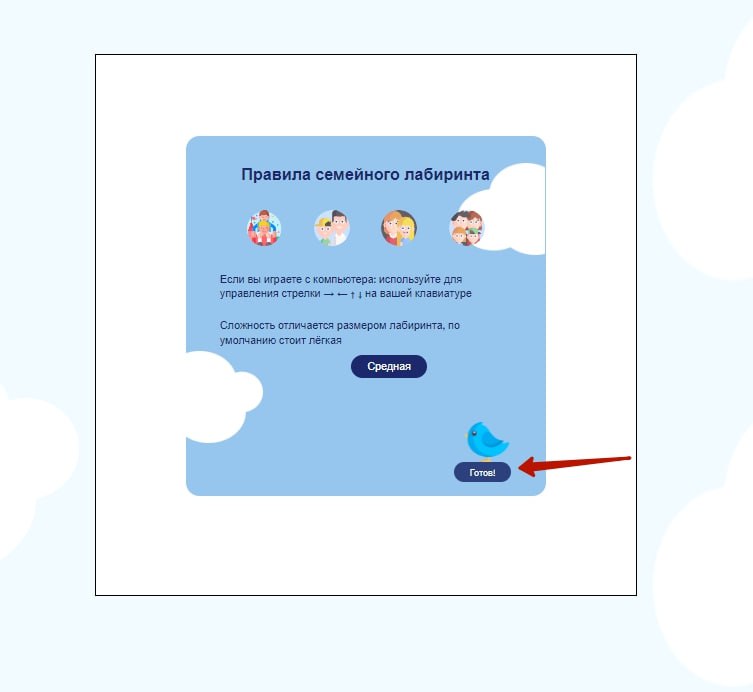 Правила семейного лабиринта
Если вы играете с компьютера: используйте для
управления стрелки → ← ↑ ↓ на вашей клавиатуре
Сложность отличается размером лабиринта, по
умолчанию стоит лёгкая
Средная
Готов!